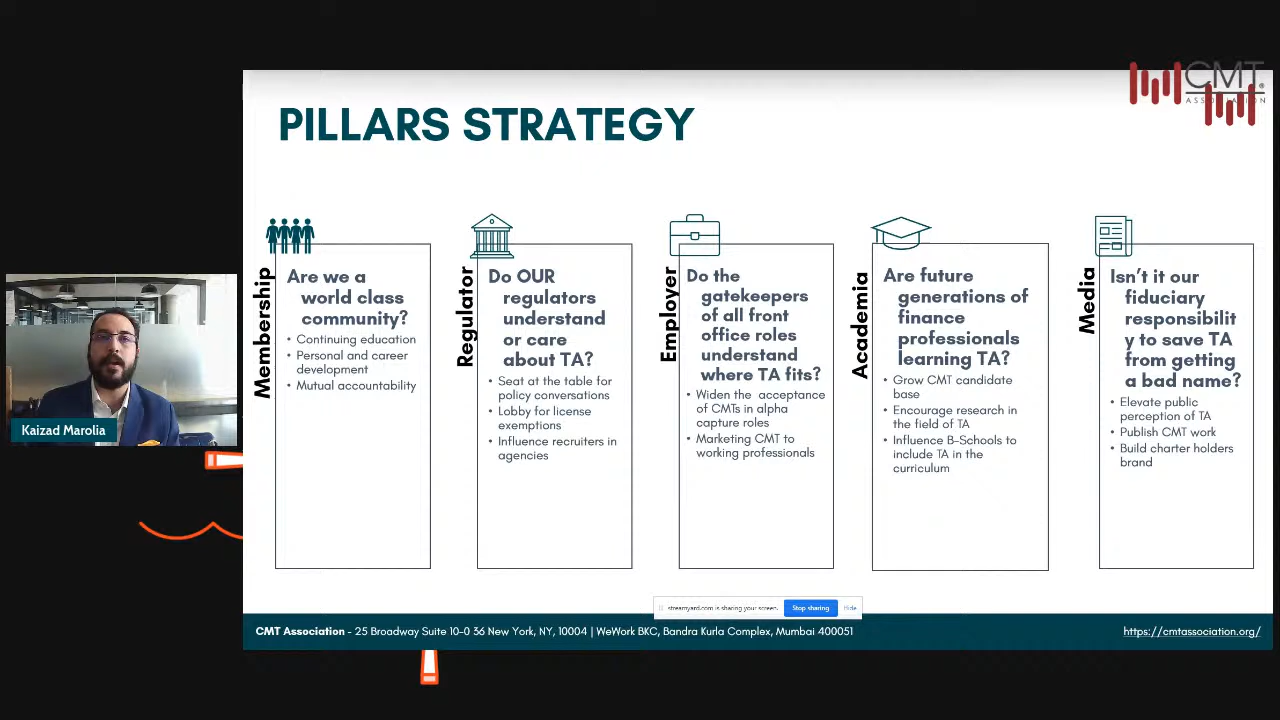 CMT®
ASSOCIATION
PILLARS STRATEGY
Membership
Are we a
world class
community?
• Continuing education
• Personal and career
development
• Mutual accountability
Regulator
Do OUR
regulators
understand
or care
about TA?
• Seat at the table for
policy conversations
• Lobby for license
exemptions
• Influence recruiters in
agencies
Employer
Do the
gatekeepers
of all front
office roles
understand
where TA fits?
• Widen the acceptance
of CMTs in alpha
capture roles
• Marketing CMT to
working professionals
Academia
Are future
generations of
finance
professionals
learning TA?
• Grow CMT candidate
base
• Encourage research in
the field of TA
• Influence B-Schools to
include TA in the
curriculum
Media
Isn't it our
fiduciary
responsibilit
y to save TA
from getting
a bad name?
• Elevate public
perception of TA
• Publish CMT work
• Build charter holders
brand
Kaizad Marolia
streamyard.com is sharing your screen.
Stop sharing
Hide
CMT Association - 25 Broadway Suite 10-0 36 New York, NY, 10004 | WeWork BKC, Bandra Kurla Complex, Mumbai 400051
https://cmtassociation.org/